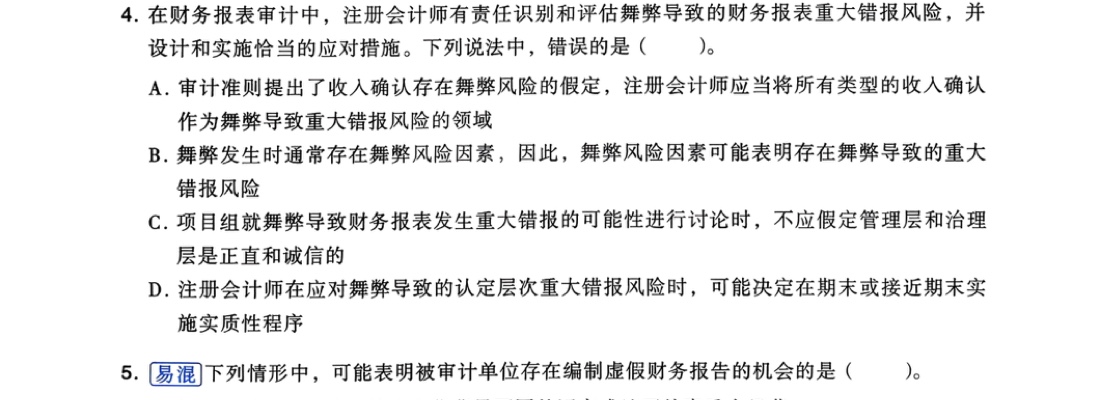 4. 在财务报表审计中，注册会计师有责任识别和评估舞弊导致的财务报表重大错报风险，并
设计和实施恰当的应对措施。下列说法中，错误的是（　　）。
A. 审计准则提出了收入确认存在舞弊风险的假定，注册会计师应当将所有类型的收入确认
作为舞弊导致重大错报风险的领域
B. 舞弊发生时通常存在舞弊风险因素，因此，舞弊风险因素可能表明存在舞弊导致的重大
错报风险
C. 项目组就舞弊导致财务报表发生重大错报的可能性进行讨论时，不应假定管理层和治理
层是正直和诚信的
D. 注册会计师在应对舞弊导致的认定层次重大错报风险时，可能决定在期末或接近期末实
施实质性程序
5. 易混 下列情形中，可能表明被审计单位存在编制虚假财务报告的机会的是（　　）。